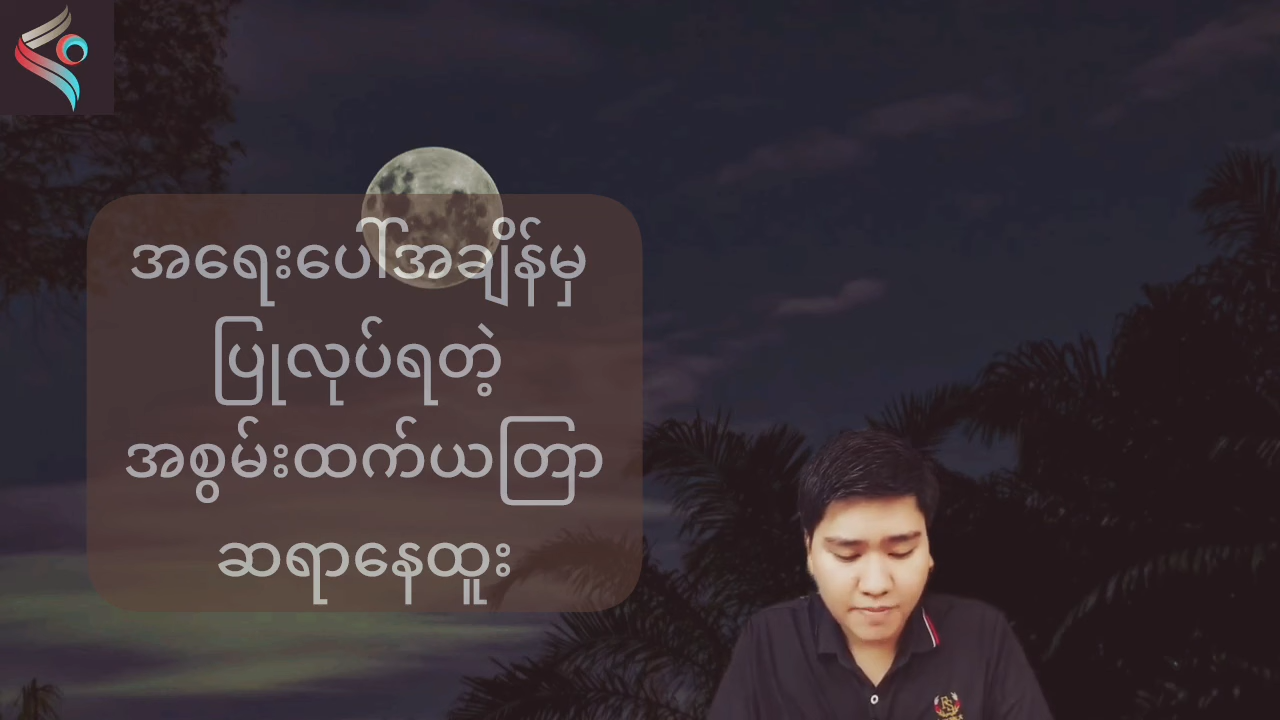 အရေးပေါ်အချိန်မှ
ပြုလုပ်ရတဲ့
အစွမ်းထက်ယတြာ
ဆရာနေထူး